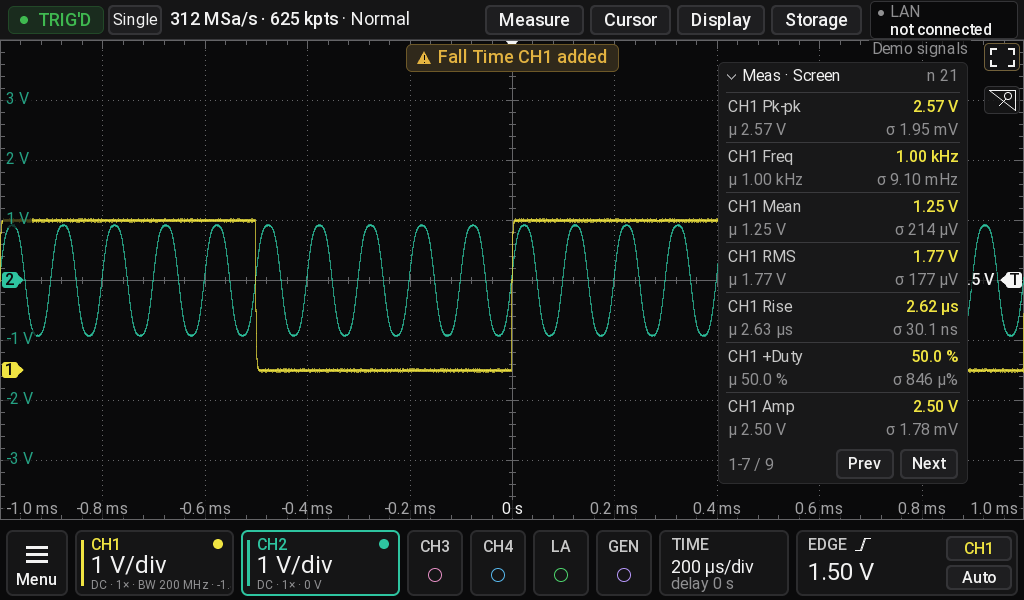 TRIG'D
Single
312 MSa/s · 625 kpts · Normal
Measure
Cursor
Display
Storage
LAN
not connected
Demo signals
Fall Time CH1 added
Meas · Screen
n 21
CH1 Pk-pk 2.57 V
µ 2.57 V σ 1.95 mV
CH1 Freq 1.00 kHz
µ 1.00 kHz σ 9.10 mHz
CH1 Mean 1.25 V
µ 1.25 V σ 214 µV
CH1 RMS 1.77 V
µ 1.77 V σ 177 µV
CH1 Rise 2.62 µs
µ 2.63 µs σ 30.1 ns
CH1 +Duty 50.0 %
µ 50.0 % σ 846 µ%
CH1 Amp 2.50 V
µ 2.50 V σ 1.78 mV
1-7 / 9
Prev
Next
3 V
2 V
1 V
2
-1 V
1
-2 V
-3 V
.5 V
T
-1.0 ms -0.8 ms -0.6 ms -0.4 ms -0.2 ms 0 s 0.2 ms 0.4 ms 0.6 ms 0.8 ms 1.0 ms
Menu
CH1
1 V/div
DC · 1× · BW 200 MHz · -1.
CH2
1 V/div
DC · 1× · 0 V
CH3
CH4
LA
GEN
TIME
200 µs/div
delay 0 s
EDGE
1.50 V
CH1
Auto